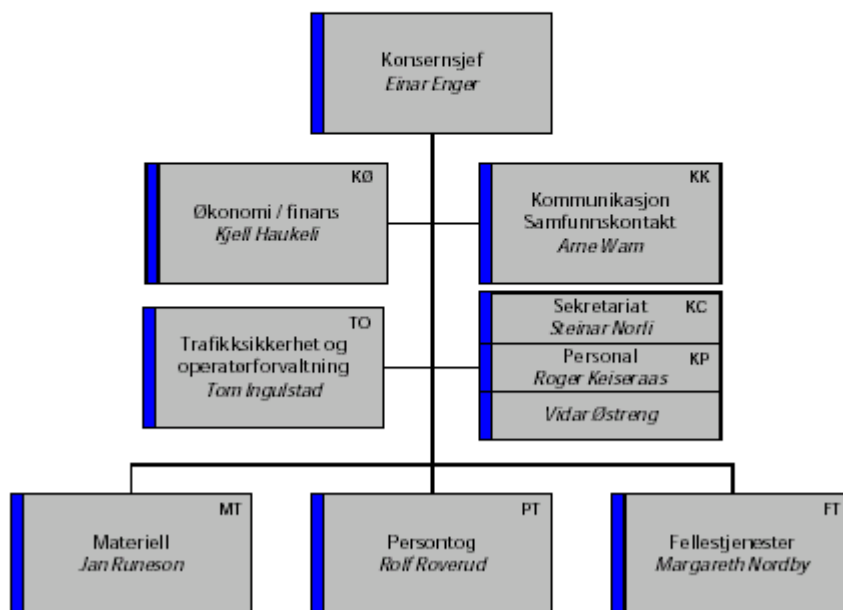 Konsernsjef
Einar Enger
KØ
Økonomi / finans
Kjell Haukeli
KK
Kommunikasjon
Samfunnskontakt
Arne Wam
TO
Trafikksikkerhet og
operatørforvaltning
Tom Ingulstad
Sekretariat KC
Steinar Norli
Personal KP
Roger Keiseraas
Vidar Østreng
MT
Materiell
Jan Runeson
PT
Persontog
Rolf Roverud
FT
Fellestjenester
Margareth Nordby